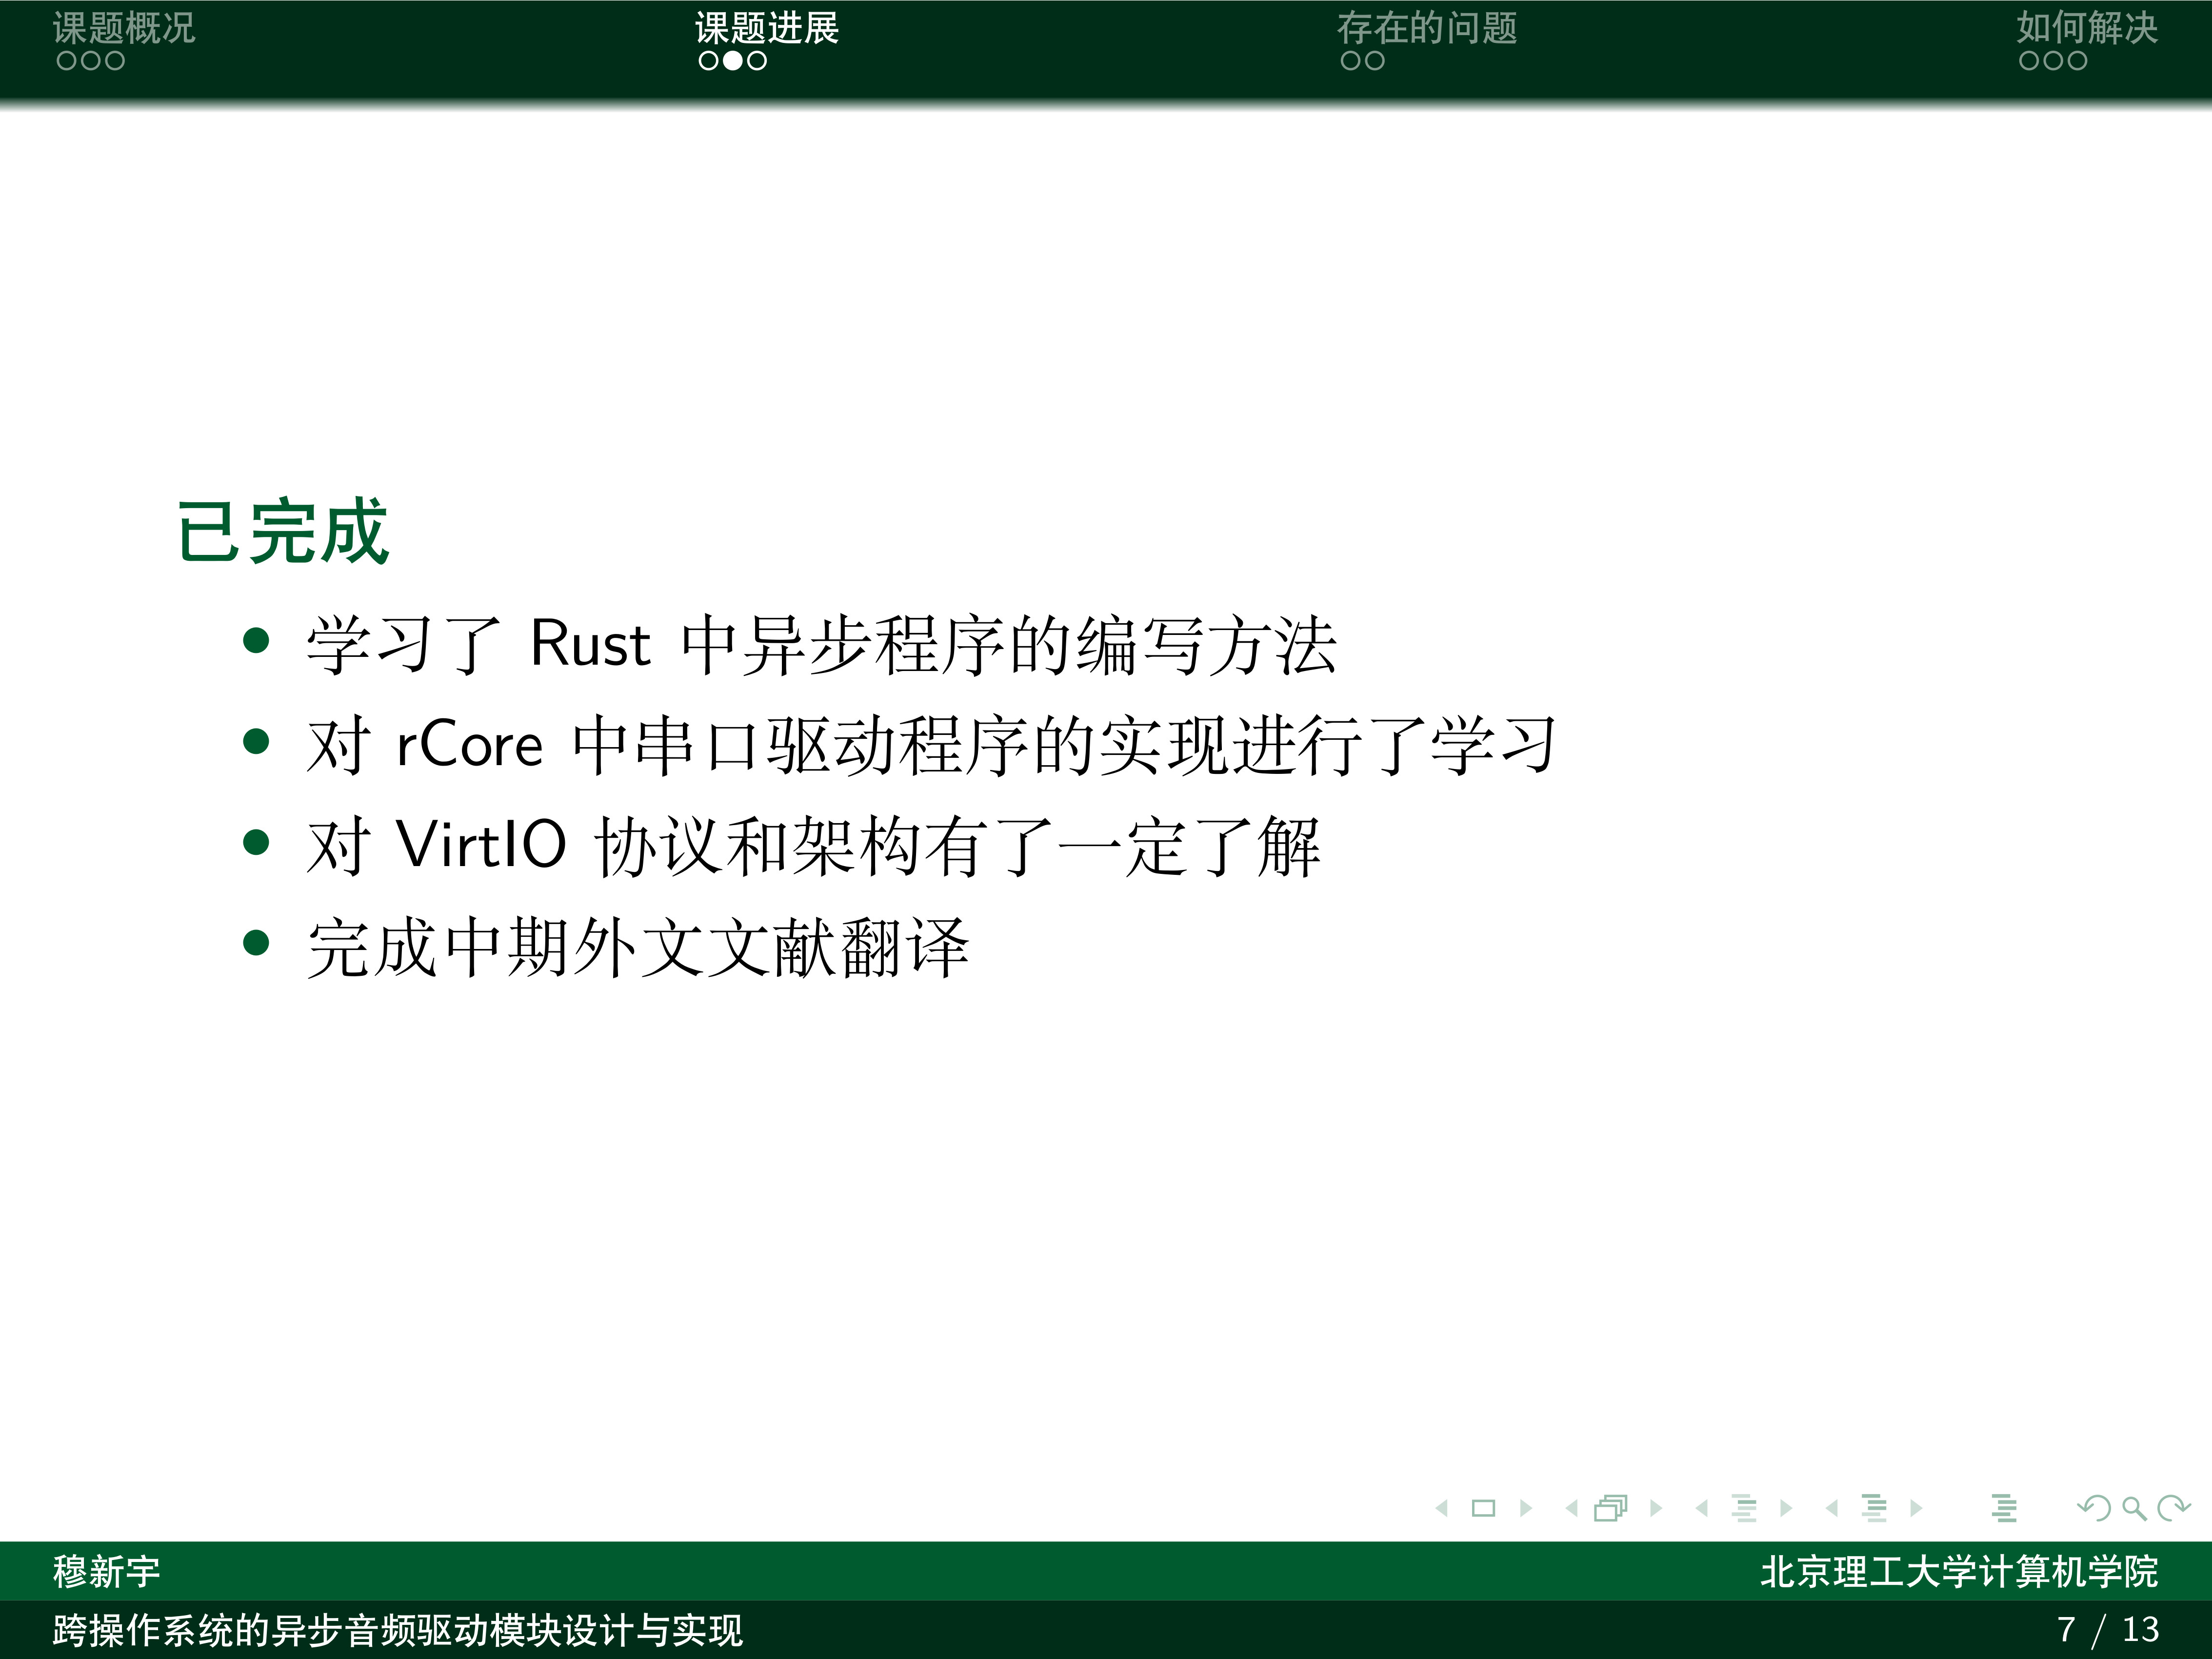 课题概况
课题进展
存在的问题
如何解决
已完成
学习了 Rust 中异步程序的编写方法
对 rCore 中串口驱动程序的实现进行了学习
对 VirtIO 协议和架构有了一定了解
完成中期外文文献翻译
穆新宇
北京理工大学计算机学院
跨操作系统的异步音频驱动模块设计与实现
7 / 13